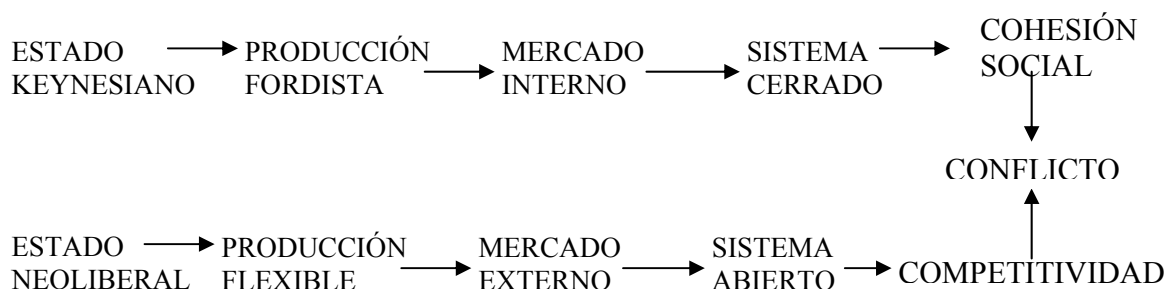 ESTADO KEYNESIANO
PRODUCCIÓN FORDISTA
MERCADO INTERNO
SISTEMA CERRADO
COHESIÓN SOCIAL
CONFLICTO
ESTADO NEOLIBERAL
PRODUCCIÓN FLEXIBLE
MERCADO EXTERNO
SISTEMA ABIERTO
COMPETITIVIDAD